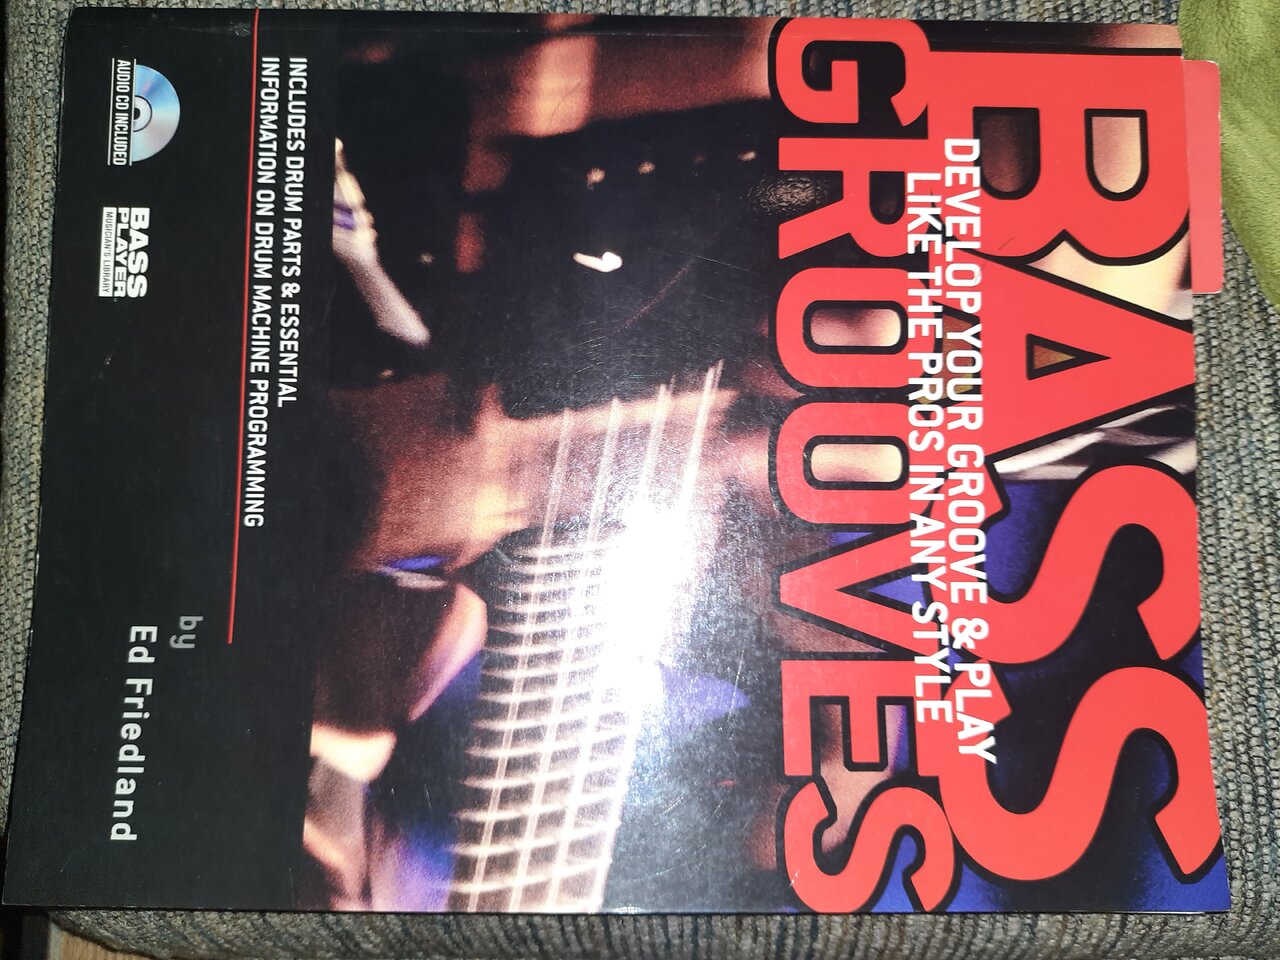 BASS
GROOVES
DEVELOP YOUR GROOVE & PLAY
LIKE THE PROS IN ANY STYLE
INCLUDES DRUM PARTS & ESSENTIAL
INFORMATION ON DRUM MACHINE PROGRAMMING
by
Ed Friedland
AUDIO CD INCLUDED
BASS
PLAYER
MUSICIAN'S LIBRARY